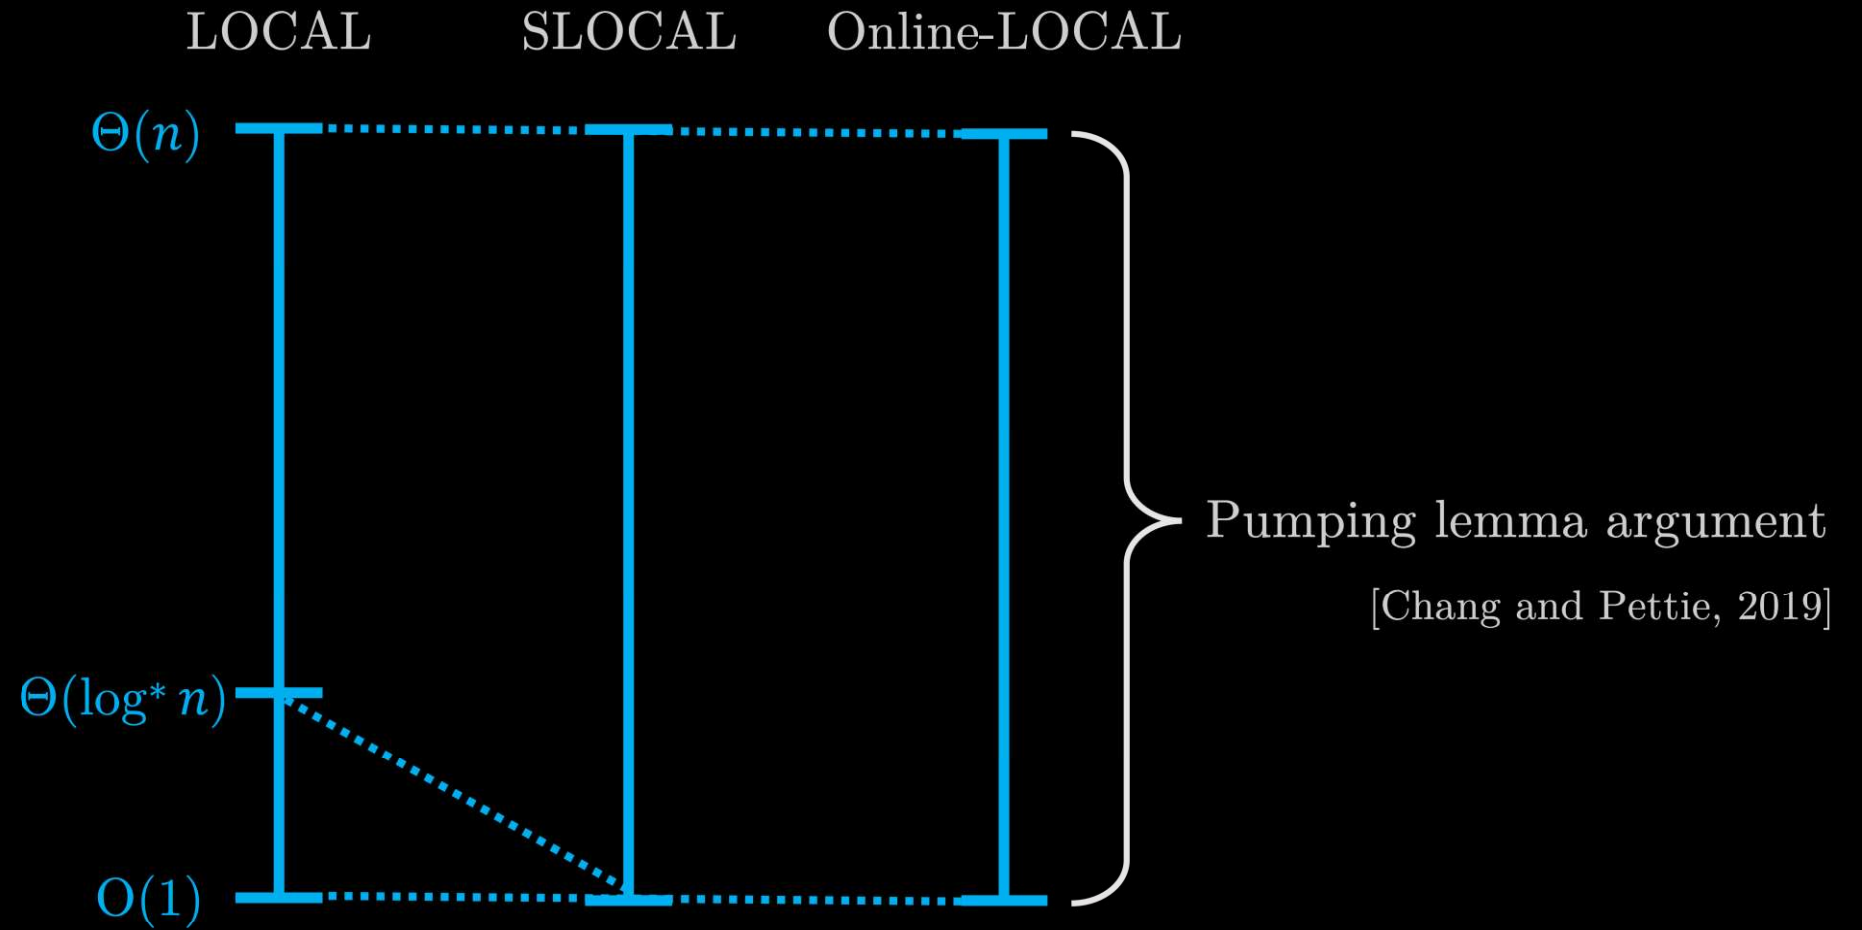 LOCAL SLOCAL Online-LOCAL
Θ(n)
Pumping lemma argument
[Chang and Pettie, 2019]
Θ(log* n)
O(1)